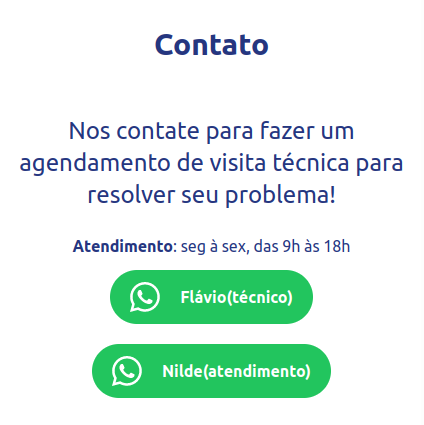 Contato
Nos contate para fazer um
agendamento de visita técnica para
resolver seu problema!
Atendimento: seg à sex, das 9h às 18h
Flávio(técnico)
Nilde(atendimento)